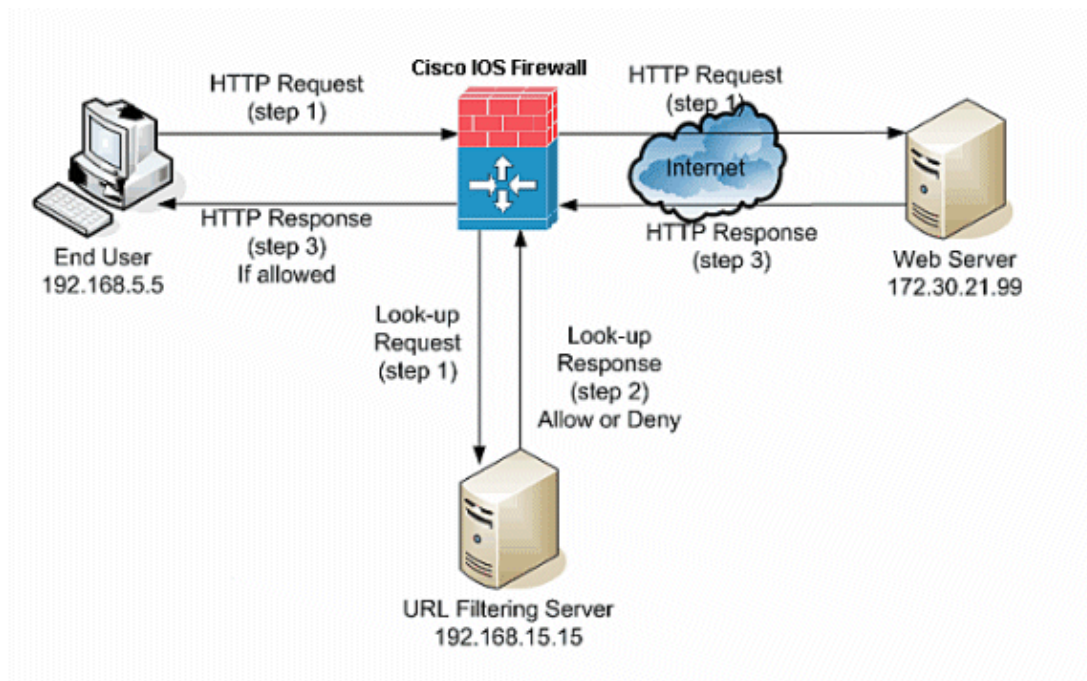 Cisco IOS Firewall
HTTP Request
(step 1)
HTTP Request
(step 1)
Internet
HTTP Response
(step 3)
If allowed
HTTP Response
(step 3)
End User
192.168.5.5
Web Server
172.30.21.99
Look-up
Request
(step 1)
Look-up
Response
(step 2)
Allow or Deny
URL Filtering Server
192.168.15.15